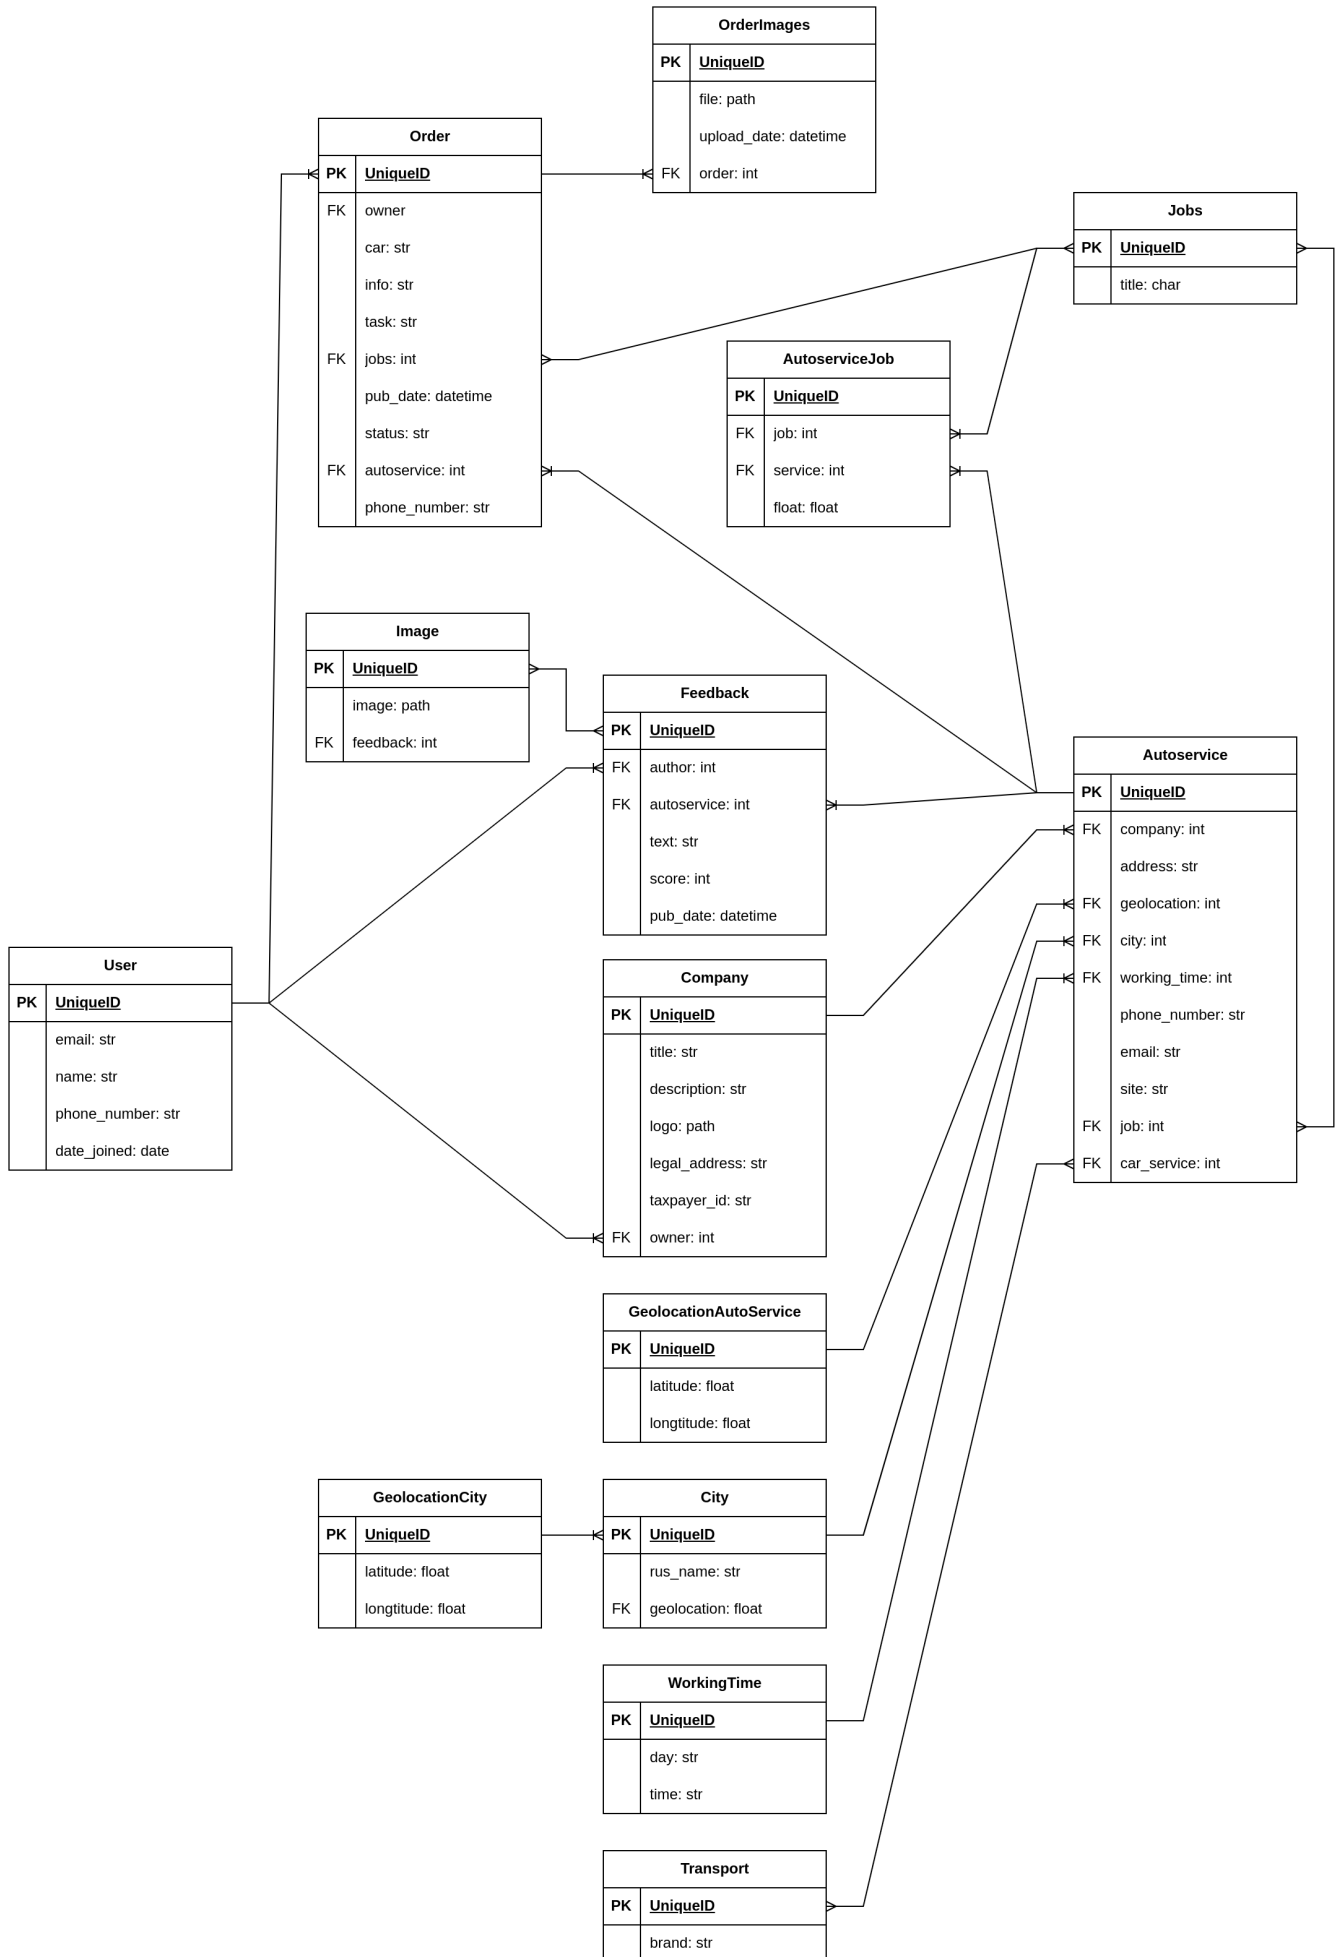 OrderImages
PK UniqueID
file: path
upload_date: datetime
FK order: int
Order
PK UniqueID
FK owner
car: str
info: str
task: str
FK jobs: int
pub_date: datetime
status: str
FK autoservice: int
phone_number: str
Jobs
PK UniqueID
title: char
AutoserviceJob
PK UniqueID
FK job: int
FK service: int
float: float
Image
PK UniqueID
image: path
FK feedback: int
Feedback
PK UniqueID
FK author: int
FK autoservice: int
text: str
score: int
pub_date: datetime
Autoservice
PK UniqueID
FK company: int
address: str
FK geolocation: int
FK city: int
FK working_time: int
phone_number: str
email: str
site: str
FK job: int
FK car_service: int
User
PK UniqueID
email: str
name: str
phone_number: str
date_joined: date
Company
PK UniqueID
title: str
description: str
logo: path
legal_address: str
taxpayer_id: str
FK owner: int
GeolocationAutoService
PK UniqueID
latitude: float
longtitude: float
GeolocationCity
PK UniqueID
latitude: float
longtitude: float
City
PK UniqueID
rus_name: str
FK geolocation: float
WorkingTime
PK UniqueID
day: str
time: str
Transport
PK UniqueID
brand: str